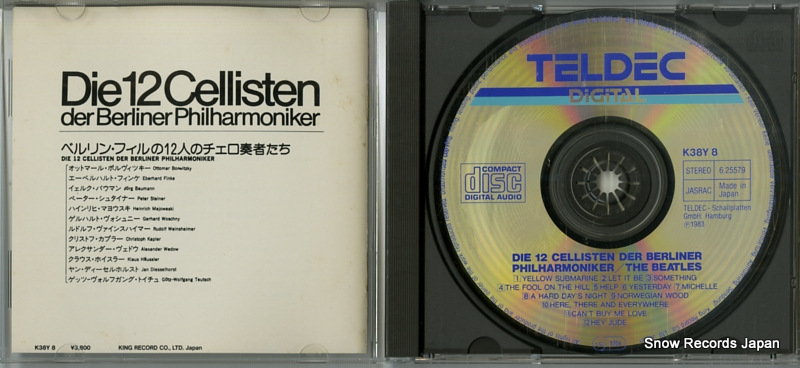 Die 12 Cellisten
der Berliner Philharmoniker
ベルリン・フィルの12人のチェロ奏者たち
DIE 12 CELLISTEN DER BERLINER PHILHARMONIKER
オットマール・ボルヴィツキー Ottomar Borwitzky
エーベルハルト・フィンケ Eberhard Finke
イェルク・バウマン Jörg Baumann
ペーター・シュタイナー Peter Steiner
ハインリヒ・マヨウスキ Heinrich Majowski
ゲルハルト・ヴォシュニー Gerhard Woschny
ルドルフ・ヴァインスハイマー Rudolf Weinsheimer
クリストフ・カプラー Christoph Kapler
アレクサンダー・ヴェドウ Alexander Wedow
クラウス・ホイスラー Klaus Häussler
ヤン・ディーセルホルスト Jan Diesselhorst
ゲッツ・ヴォルフガング・トイチュ Götz-Wolfgang Teutsch
K38Y 8 ¥3,800 KING RECORD CO., LTD. Japan
TELDEC
DIGITAL
COMPACT
disc
DIGITAL AUDIO
K38Y 8
STEREO 6.25579
JASRAC Made in Japan
TELDEC-Schallplatten
GmbH, Hamburg
Ⓟ1983
DIE 12 CELLISTEN DER BERLINER
PHILHARMONIKER/THE BEATLES
1.YELLOW SUBMARINE 2.LET IT BE 3.SOMETHING
4.THE FOOL ON THE HILL 5.HELP 6.YESTERDAY 7.MICHELLE
8.A HARD DAY'S NIGHT 9.NORWEGIAN WOOD
10.HERE, THERE AND EVERYWHERE
11.CAN'T BUY ME LOVE
12.HEY JUDE
Snow Records Japan